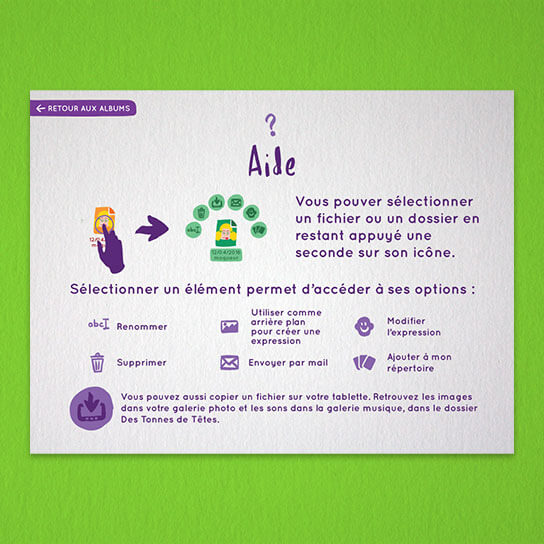 ← RETOUR AUX ALBUMS
?
Aide
abc
12/04/2016
maqueur
Vous pouver sélectionner
un fichier ou un dossier en
restant appuyé une
seconde sur son icône.
Sélectionner un élément permet d'accéder à ses options :
abc
Renommer
Utiliser comme
arrière plan
pour créer une
expression
Modifier
l'expression
Supprimer
Envoyer par mail
Ajouter à mon
répertoire
Vous pouvez aussi copier un fichier sur votre tablette. Retrouvez les images
dans votre galerie photo et les sons dans la galerie musique, dans le dossier
Des Tonnes de Têtes.